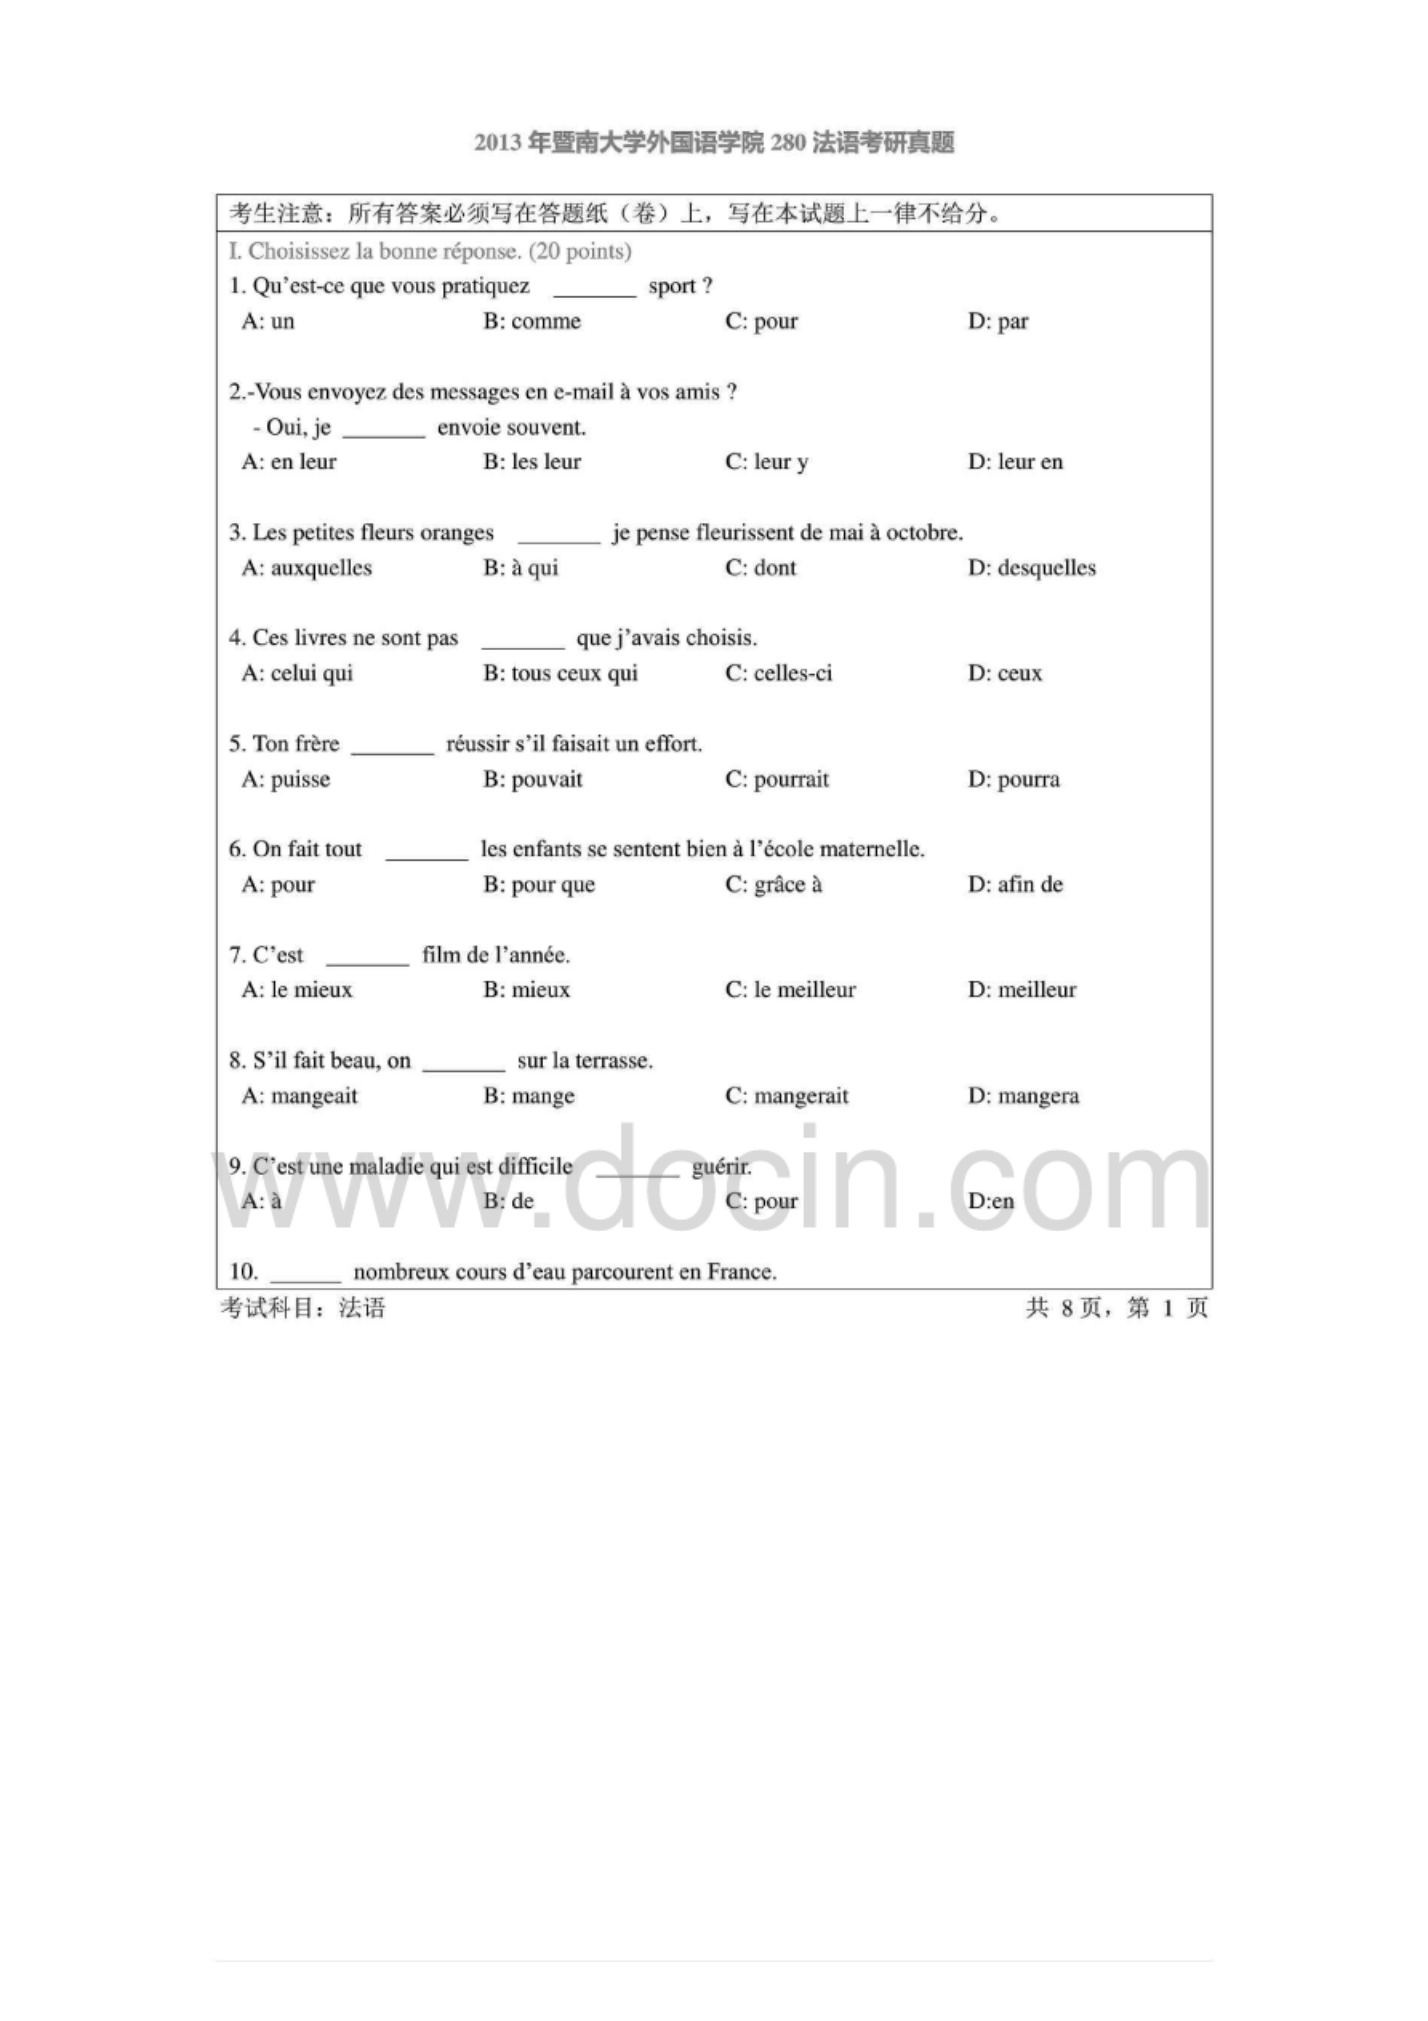 2013 年暨南大学外国语学院 280 法语考研真题
考生注意：所有答案必须写在答题纸（卷）上，写在本试题上一律不给分。
I. Choisissez la bonne réponse. (20 points)
1. Qu’est-ce que vous pratiquez _______ sport ?
A: un B: comme C: pour D: par
2.-Vous envoyez des messages en e-mail à vos amis ?
- Oui, je _______ envoie souvent.
A: en leur B: les leur C: leur y D: leur en
3. Les petites fleurs oranges _______ je pense fleurissent de mai à octobre.
A: auxquelles B: à qui C: dont D: desquelles
4. Ces livres ne sont pas _______ que j’avais choisis.
A: celui qui B: tous ceux qui C: celles-ci D: ceux
5. Ton frère _______ réussir s’il faisait un effort.
A: puisse B: pouvait C: pourrait D: pourra
6. On fait tout _______ les enfants se sentent bien à l’école maternelle.
A: pour B: pour que C: grâce à D: afin de
7. C’est _______ film de l’année.
A: le mieux B: mieux C: le meilleur D: meilleur
8. S’il fait beau, on _______ sur la terrasse.
A: mangeait B: mange C: mangerait D: mangera
www.docin.com
9. C’est une maladie qui est difficile _______ guérir.
A: à B: de C: pour D:en
10. ______ nombreux cours d’eau parcourent en France.
考试科目：法语 共 8 页，第 1 页